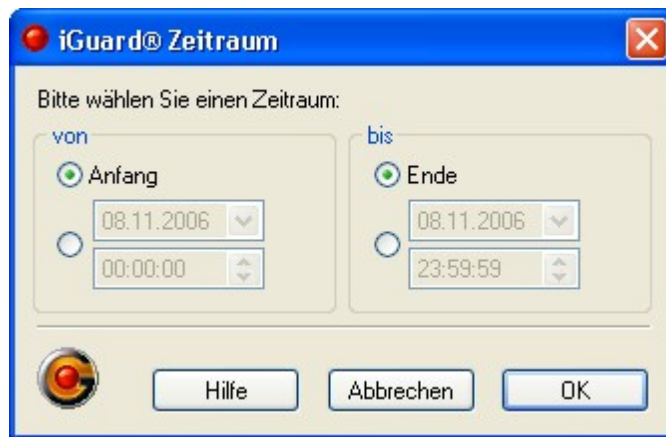 iGuard® Zeitraum
Bitte wählen Sie einen Zeitraum:
von
Anfang
08.11.2006
00:00:00
bis
Ende
08.11.2006
23:59:59
Hilfe
Abbrechen
OK